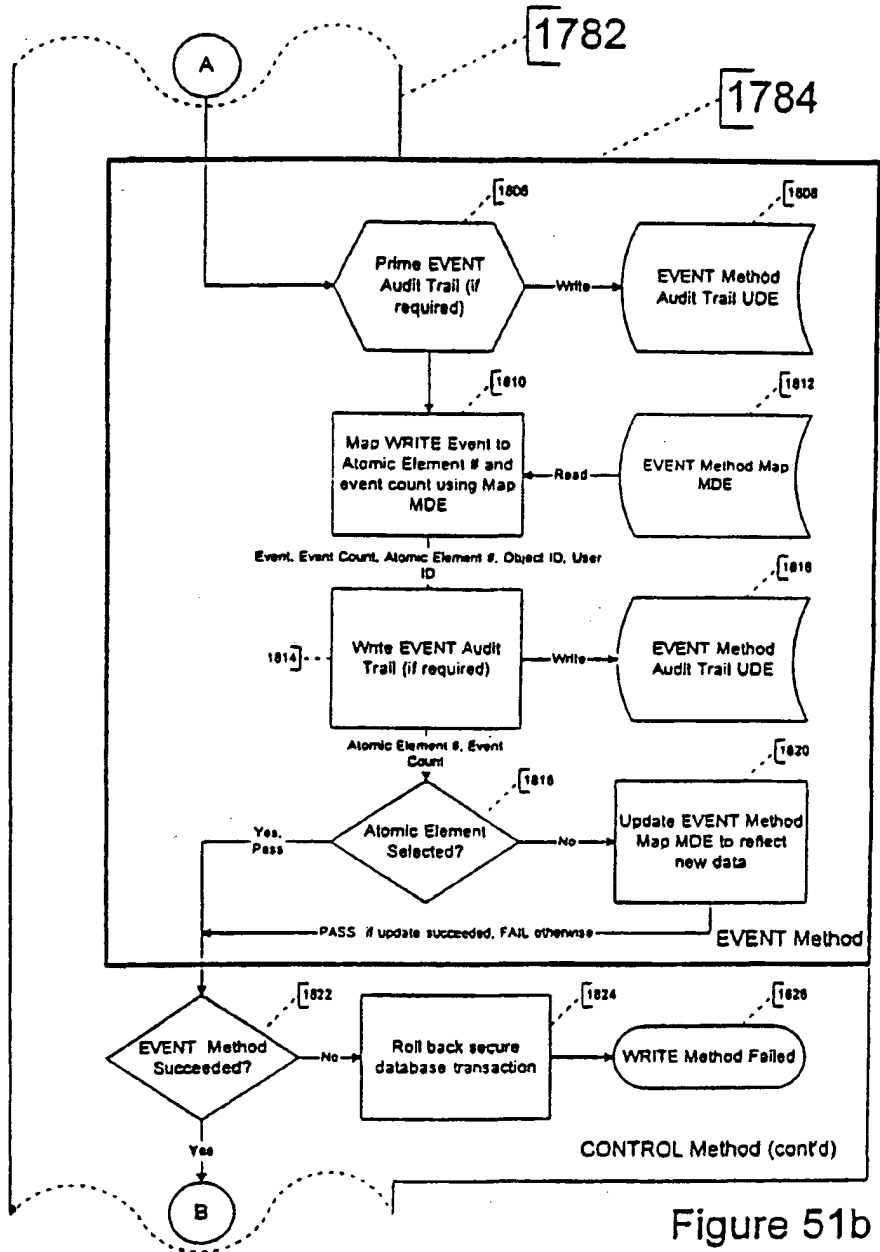 1782
A
1784
1806
1808
Prime EVENT
Audit Trail (if
required)
Write
EVENT Method
Audit Trail UDE
1810
1812
Map WRITE Event to
Atomic Element # and
event count using Map
MDE
Read
EVENT Method Map
MDE
Event, Event Count, Atomic Element #, Object ID, User
ID
1816
1814
Write EVENT Audit
Trail (if required)
Write
EVENT Method
Audit Trail UDE
Atomic Element #, Event
Count
1818
1820
Yes,
Pass
Atomic Element
Selected?
No
Update EVENT Method
Map MDE to reflect
new data
PASS if update succeeded, FAIL otherwise
EVENT Method
1822
1824
1826
EVENT Method
Succeeded?
No
Roll back secure
database transaction
WRITE Method Failed
Yes
CONTROL Method (cont'd)
B
Figure 51b